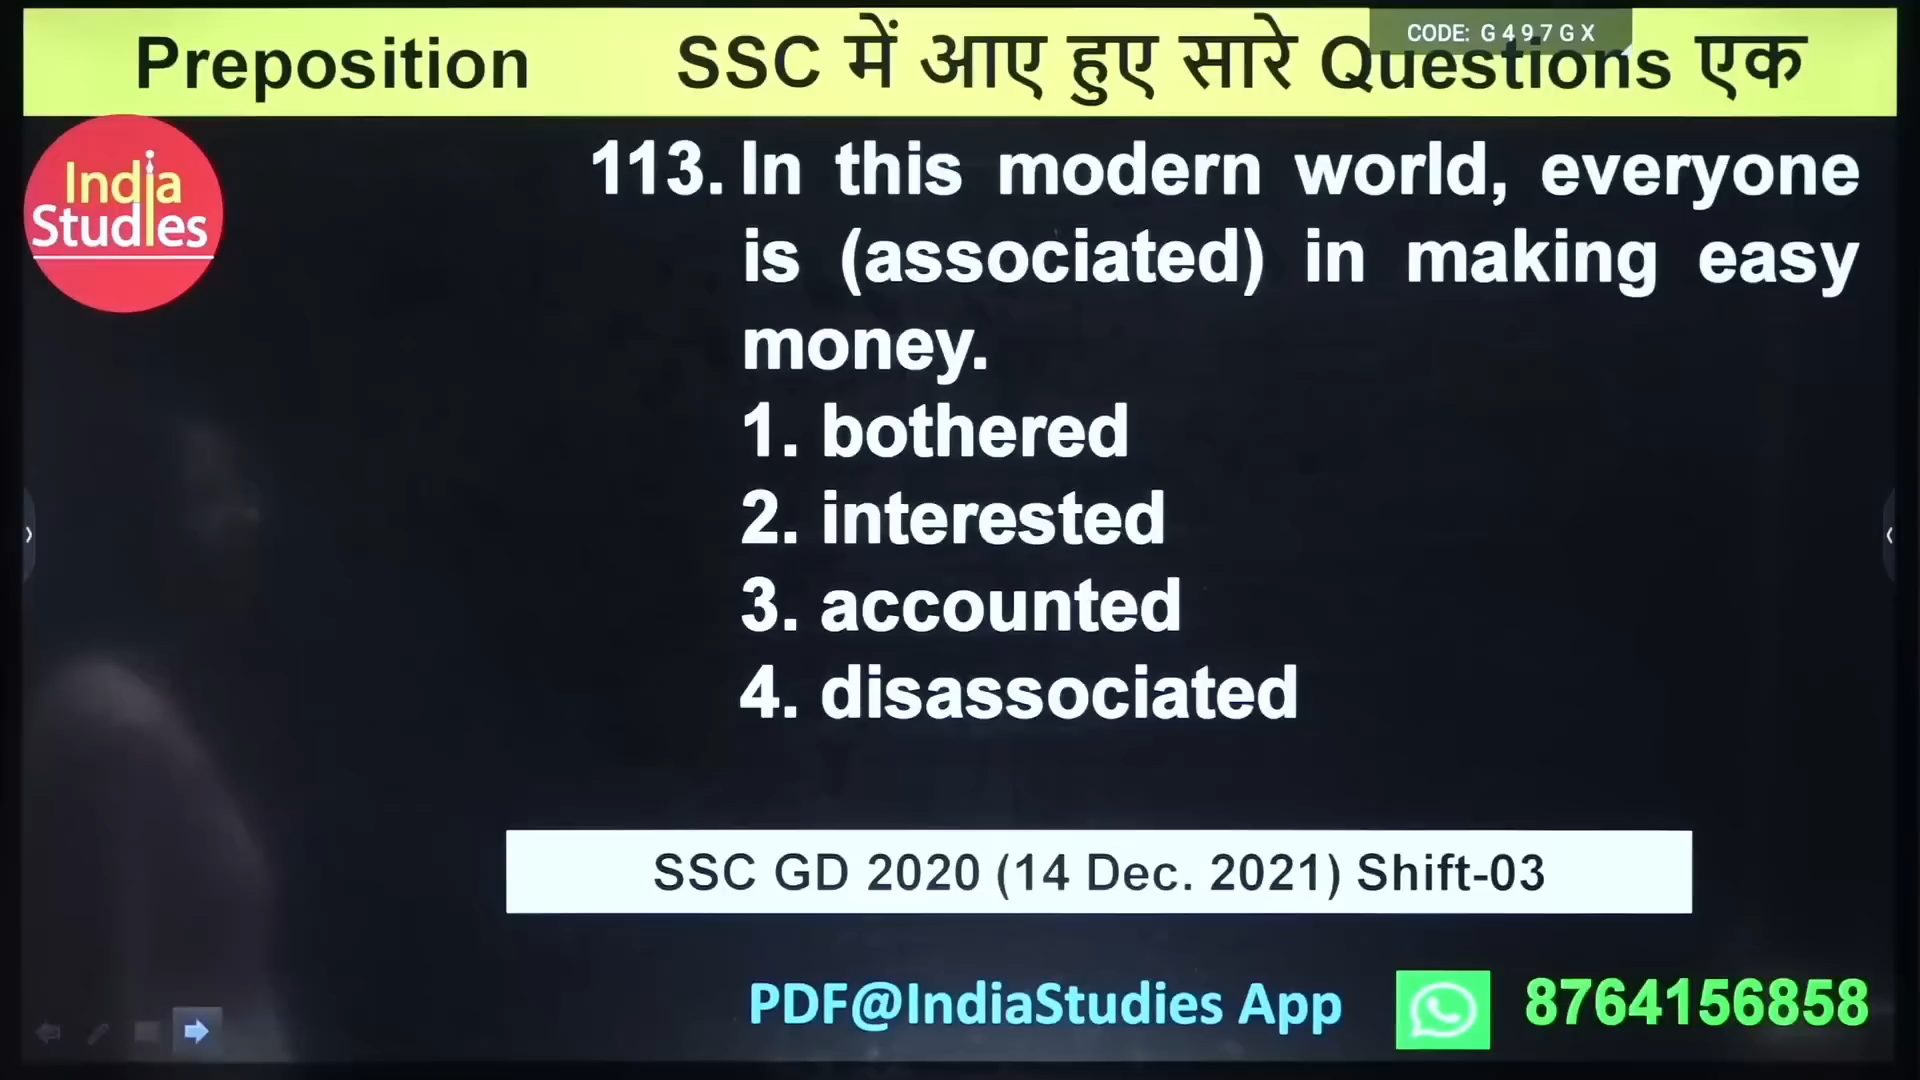 Preposition SSC में आए हुए सारे Questions एक
CODE: G 4 9 7 G X
India
Studies
113. In this modern world, everyone
is (associated) in making easy
money.
1. bothered
2. interested
3. accounted
4. disassociated
SSC GD 2020 (14 Dec. 2021) Shift-03
PDF@IndiaStudies App
8764156858